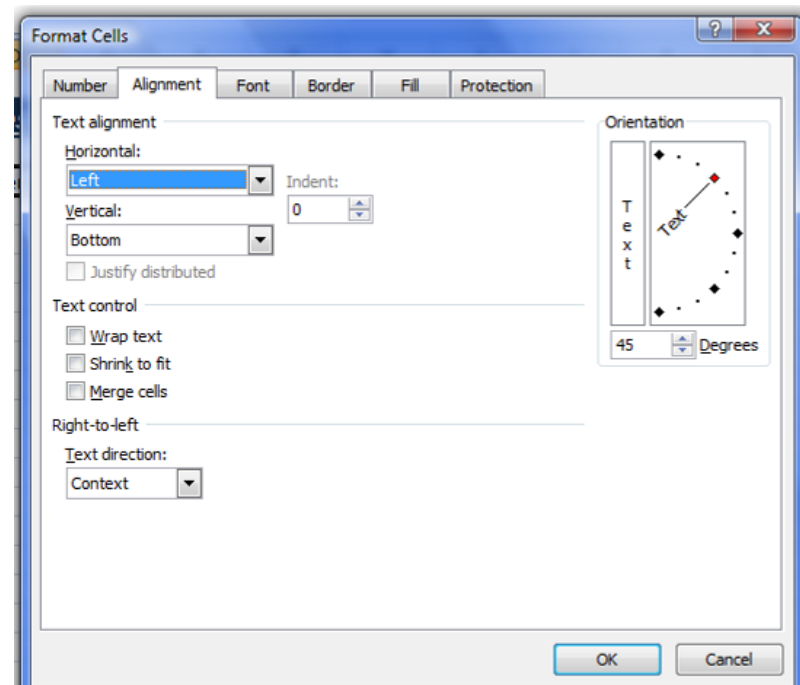 Format Cells
Number Alignment Font Border Fill Protection
Text alignment
Horizontal:
Left
Indent:
0
Vertical:
Bottom
Justify distributed
Text control
Wrap text
Shrink to fit
Merge cells
Right-to-left
Text direction:
Context
Orientation
Text
Text
45 Degrees
OK Cancel